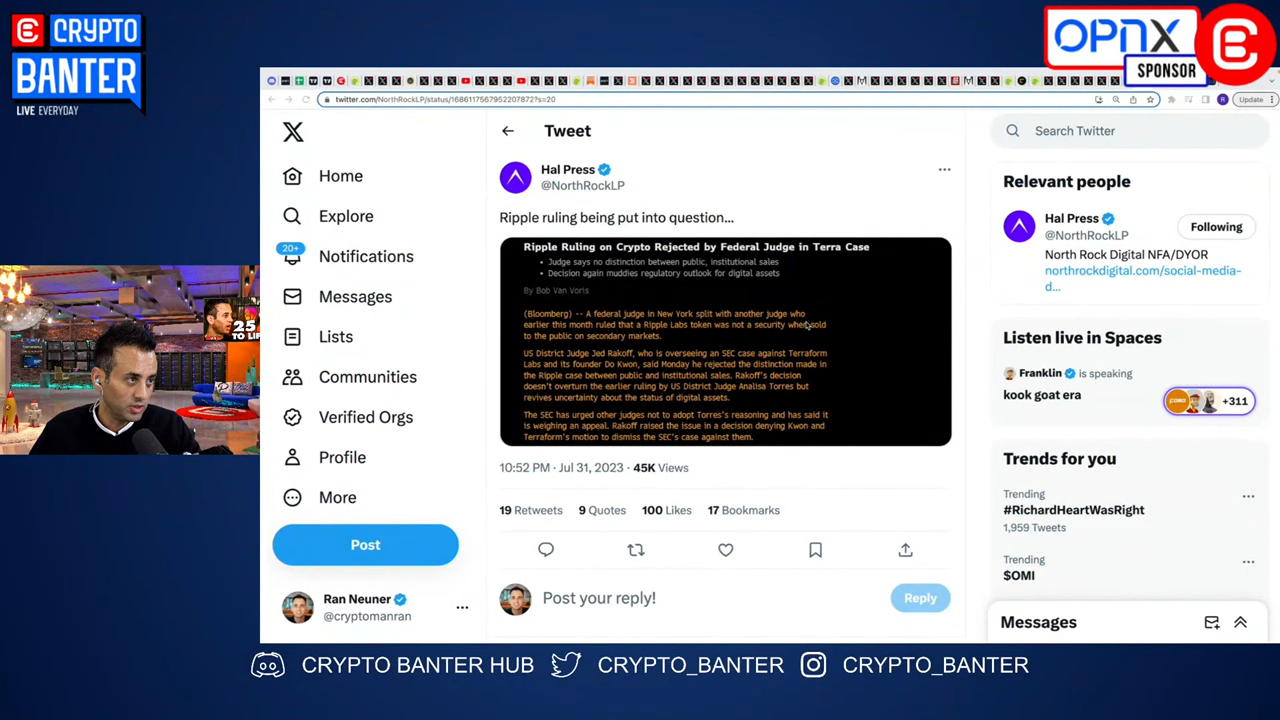 CRYPTO
BANTER
LIVE EVERYDAY
OPNX
SPONSOR
twitter.com/NorthRockLP/status/1686117567952207872?s=20
Update
Home
Explore
20+
Notifications
Messages
Lists
Communities
Verified Orgs
Profile
More
Post
Ran Neuner
@cryptomanran
Tweet
Hal Press
@NorthRockLP
Ripple ruling being put into question...
Ripple Ruling on Crypto Rejected by Federal Judge in Terra Case
• Judge says no distinction between public, institutional sales
• Decision again muddies regulatory outlook for digital assets
By Bob Van Voris
(Bloomberg) -- A federal judge in New York split with another judge who
earlier this month ruled that a Ripple Labs token was not a security when sold
to the public on secondary markets.
US District Judge Jed Rakoff, who is overseeing an SEC case against Terraform
Labs and its founder Do Kwon, said Monday he rejected the distinction made in
the Ripple case between public and institutional sales. Rakoff's decision
doesn't overturn the earlier ruling by US District Judge Analisa Torres but
revives uncertainty about the status of digital assets.
The SEC has urged other judges not to adopt Torres's reasoning and has said it
is weighing an appeal. Rakoff raised the issue in a decision denying Kwon and
Terraform's motion to dismiss the SEC's case against them.
10:52 PM · Jul 31, 2023 · 45K Views
19 Retweets 9 Quotes 100 Likes 17 Bookmarks
Post your reply!
Reply
Search Twitter
Relevant people
Hal Press
@NorthRockLP
Following
North Rock Digital NFA/DYOR
northrockdigital.com/social-media-
d...
Listen live in Spaces
Franklin is speaking
kook goat era
+311
Trends for you
Trending
#RichardHeartWasRight
1,959 Tweets
Trending
$OMI
Messages
25
TO LIF
CRYPTO BANTER HUB CRYPTO_BANTER CRYPTO_BANTER